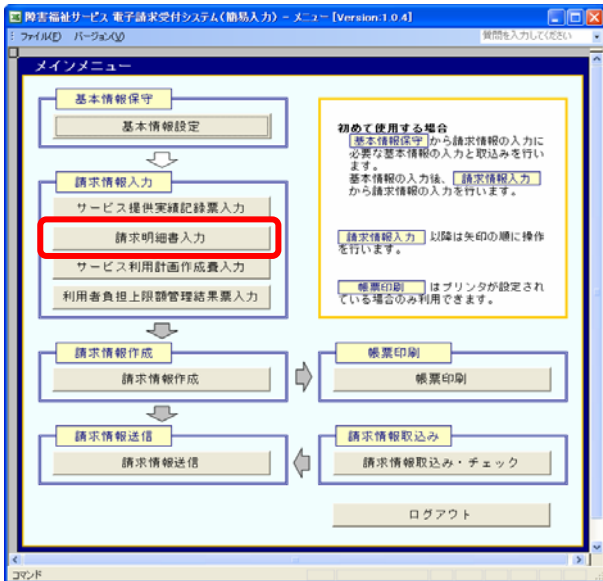 障害福祉サービス 電子請求受付システム(簡易入力) - メニュー [Version:1.0.4]
ファイル(F) バージョン(V)
質問を入力してください
メインメニュー
基本情報保守
基本情報設定
請求情報入力
サービス提供実績記録票入力
請求明細書入力
サービス利用計画作成費入力
利用者負担上限額管理結果票入力
初めて使用する場合
基本情報保守 から請求情報の入力に
必要な基本情報の入力と取込みを行い
ます。
基本情報の入力後、 請求情報入力
から請求情報の入力を行います。
請求情報入力 以降は矢印の順に操作
を行います。
帳票印刷 はプリンタが設定され
ている場合のみ利用できます。
請求情報作成
請求情報作成
帳票印刷
帳票印刷
請求情報送信
請求情報送信
請求情報取込み
請求情報取込み・チェック
ログアウト
コマンド